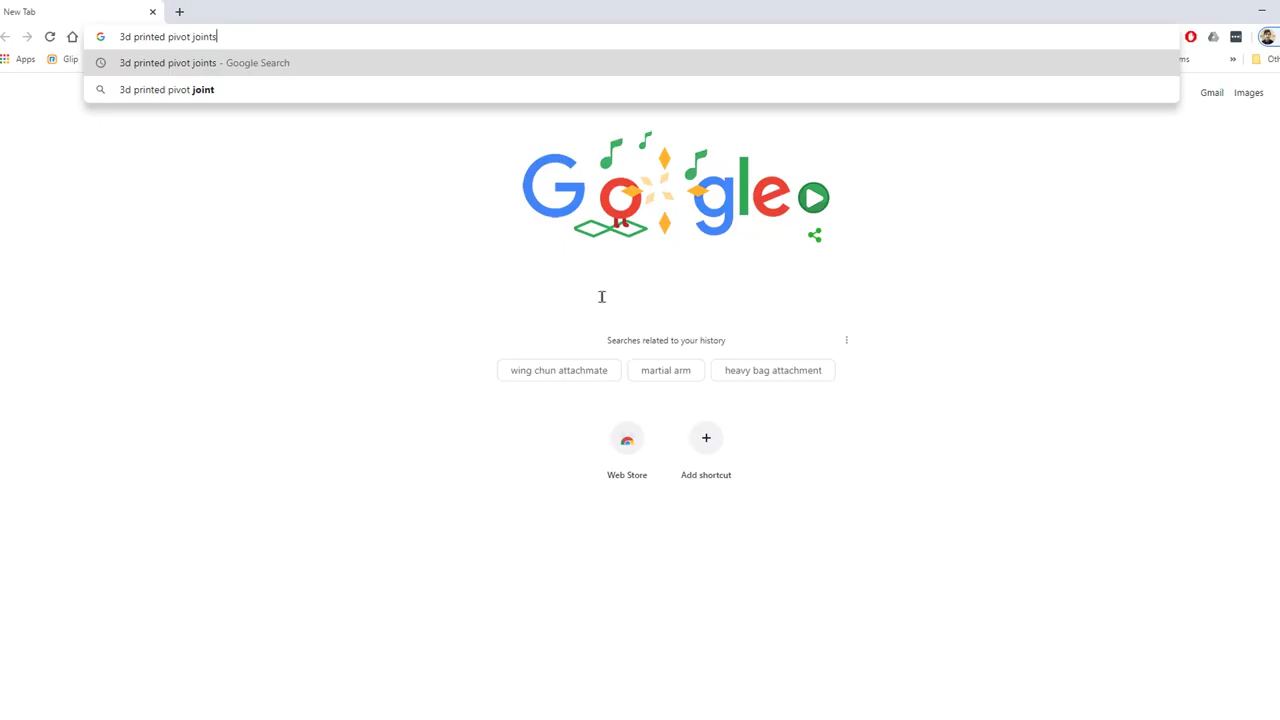 New Tab
3d printed pivot joints
Apps
Glip
3d printed pivot joints - Google Search
ms
»
Oth
3d printed pivot joint
Gmail
Images
Google
Searches related to your history
wing chun attachmate
martial arm
heavy bag attachment
Web Store
Add shortcut